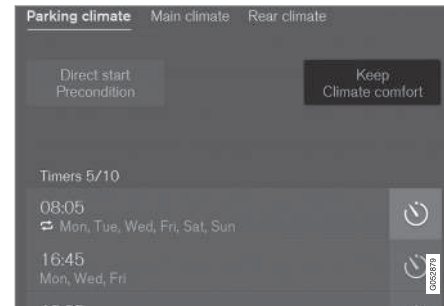 Parking climate Main climate Rear climate
Direct start
Precondition
Keep
Climate comfort
Timers 5/10
08:05
Mon, Tue, Wed, Fri, Sat, Sun
16:45
Mon, Wed, Fri
G052879